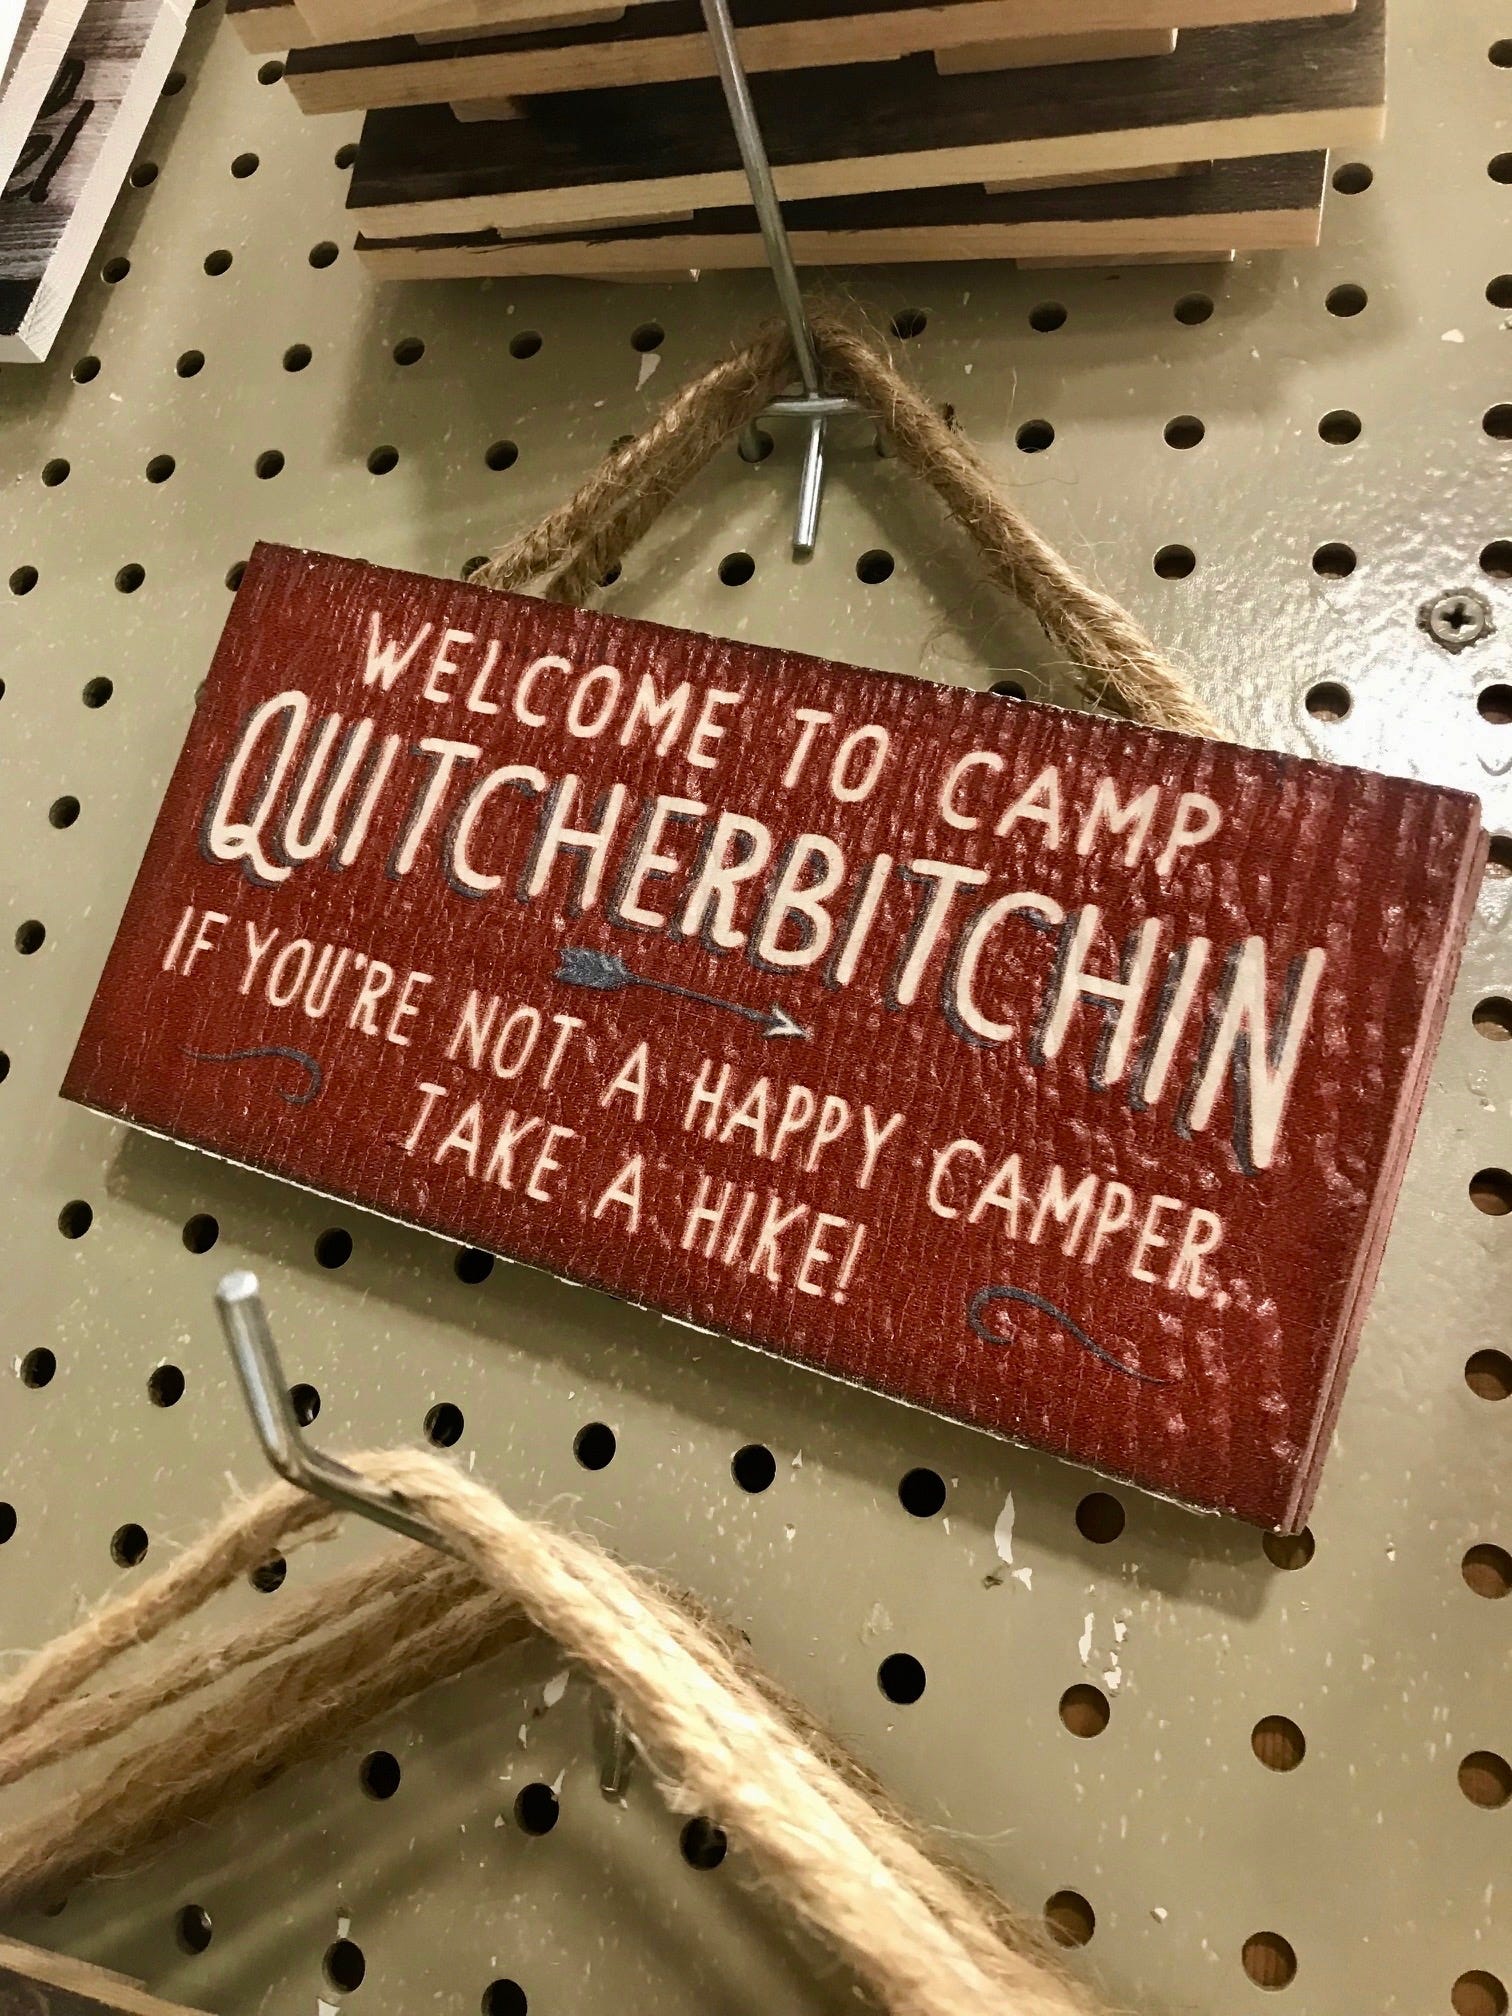 WELCOME TO CAMP
QUITCHERBITCHIN
IF YOU'RE NOT A HAPPY CAMPER,
TAKE A HIKE!